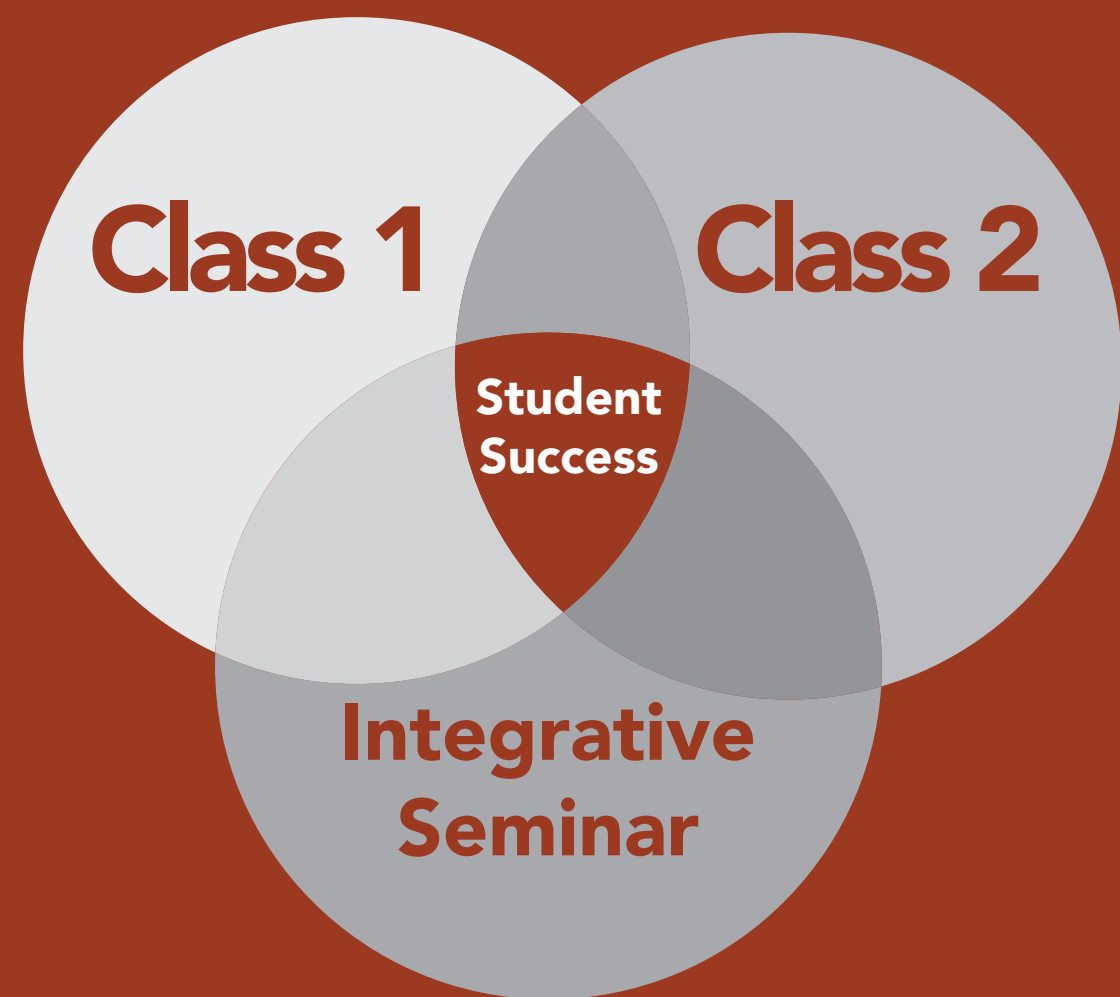 Class 1
Class 2
Student
Success
Integrative
Seminar